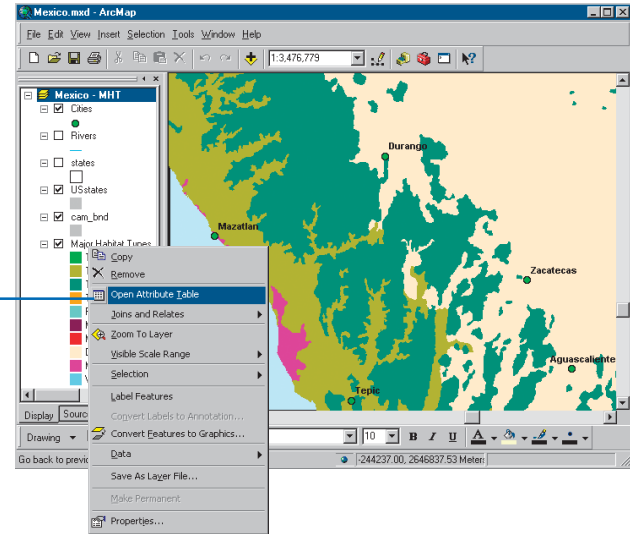 Mexico.mxd - ArcMap
File Edit View Insert Selection Tools Window Help
1:3,476,779
Mexico - MHT
Cities
Rivers
states
USstates
cam_bnd
Major Habitat Types
Durango
Mazatlan
Zacatecas
Aguascaliente
Tepic
Copy
Remove
Open Attribute Table
Joins and Relates
Zoom To Layer
Visible Scale Range
Selection
Label Features
Convert Labels to Annotation...
Convert Features to Graphics...
Data
Save As Layer File...
Make Permanent
Properties...
Display Sourc
Drawing 10 B I U A
Go back to previc -244237.00, 2646837.53 Meter: